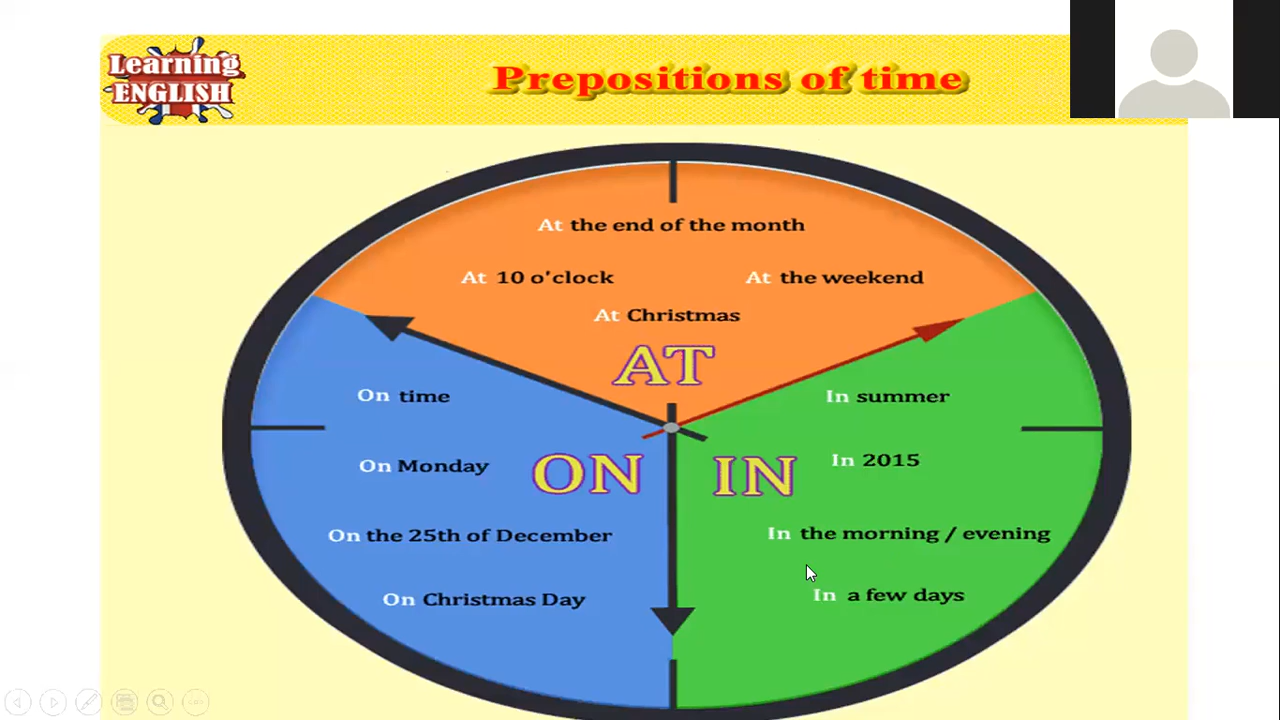 Learning
ENGLISH
Prepositions of time
At the end of the month
At 10 o'clock
At the weekend
At Christmas
AT
On time
On Monday
On the 25th of December
On Christmas Day
ON
IN
In summer
In 2015
In the morning / evening
In a few days